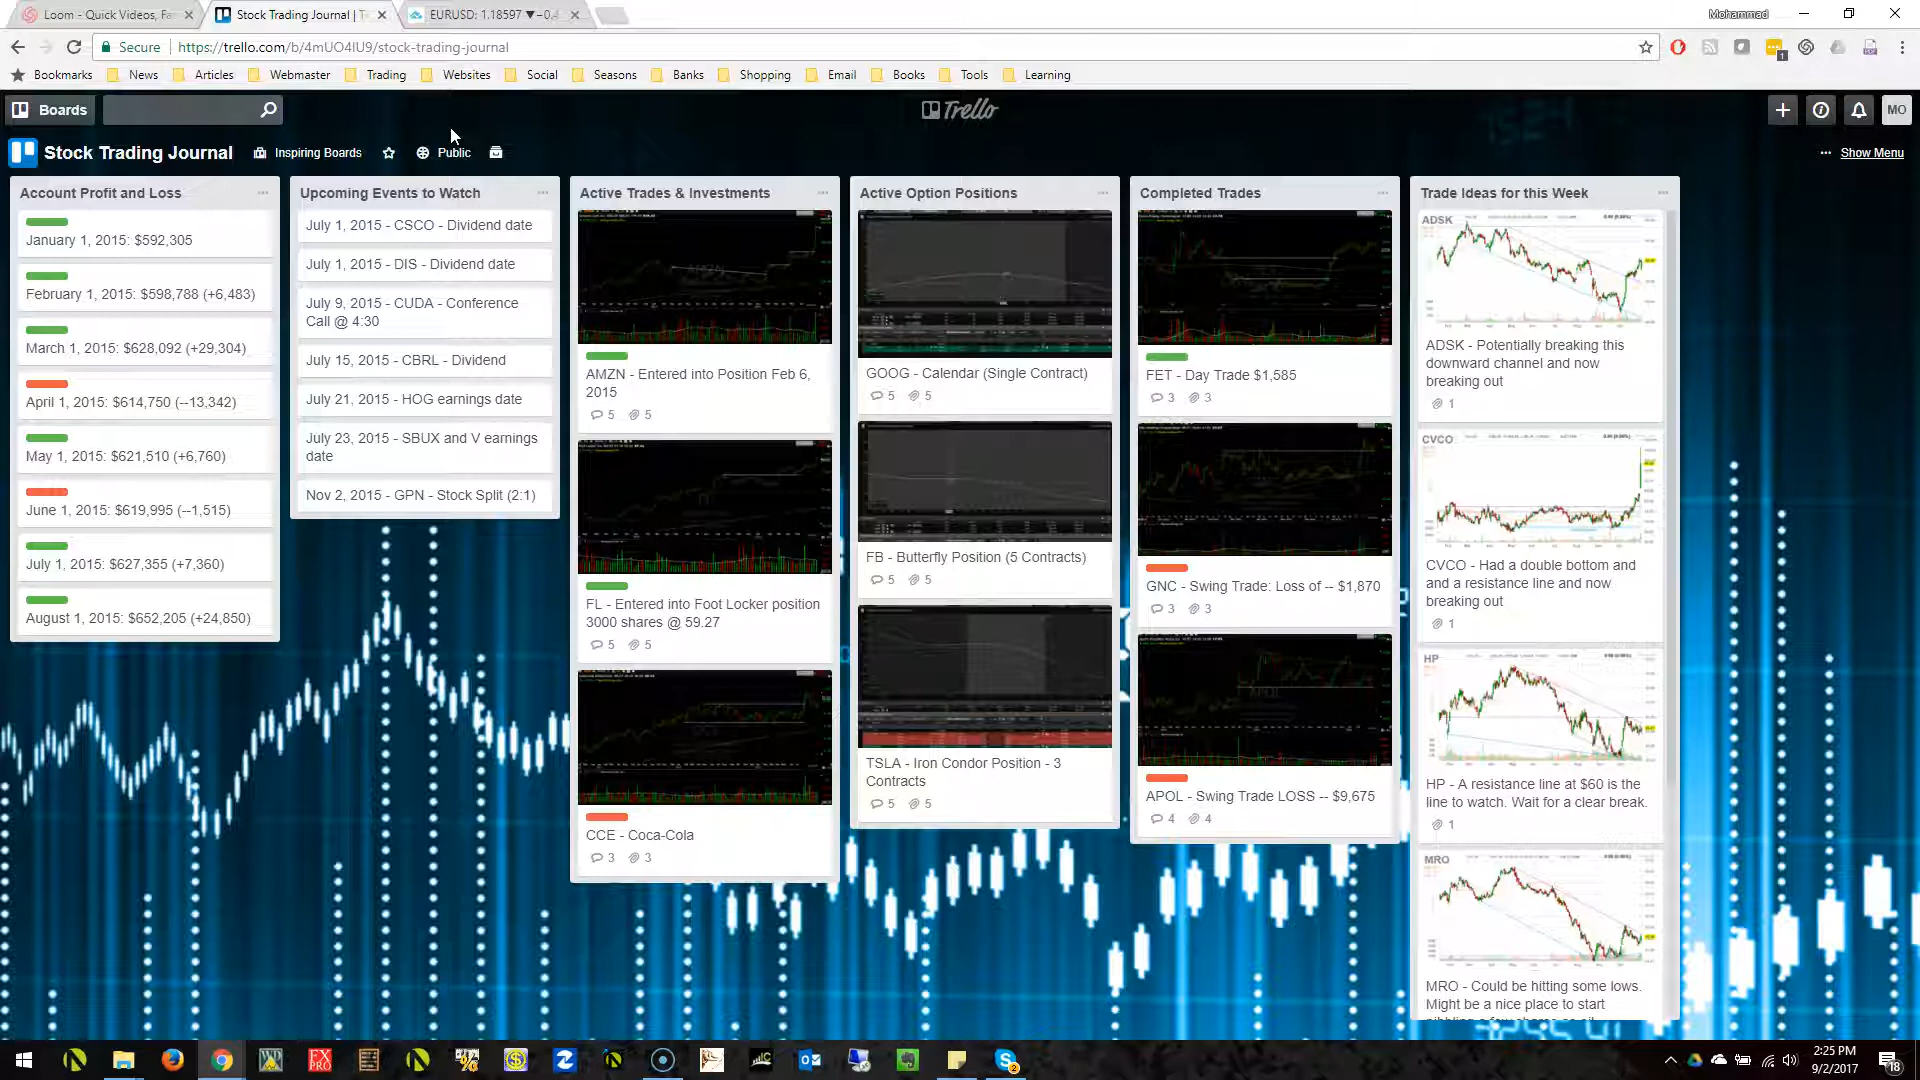 Loom - Quick Videos, Fa
Stock Trading Journal | T
EURUSD: 1.18597 ▼−0.4
Mohammad
Secure
https://trello.com/b/4mUO4lU9/stock-trading-journal
Bookmarks
News
Articles
Webmaster
Trading
Websites
Social
Seasons
Banks
Shopping
Email
Books
Tools
Learning
Boards
Trello
MO
Stock Trading Journal
Inspiring Boards
Public
... Show Menu
Account Profit and Loss
January 1, 2015: $592,305
February 1, 2015: $598,788 (+6,483)
March 1, 2015: $628,092 (+29,304)
April 1, 2015: $614,750 (--13,342)
May 1, 2015: $621,510 (+6,760)
June 1, 2015: $619,995 (--1,515)
July 1, 2015: $627,355 (+7,360)
August 1, 2015: $652,205 (+24,850)
Upcoming Events to Watch
July 1, 2015 - CSCO - Dividend date
July 1, 2015 - DIS - Dividend date
July 9, 2015 - CUDA - Conference
Call @ 4:30
July 15, 2015 - CBRL - Dividend
July 21, 2015 - HOG earnings date
July 23, 2015 - SBUX and V earnings
date
Nov 2, 2015 - GPN - Stock Split (2:1)
Active Trades & Investments
AMZN
AMZN - Entered into Position Feb 6,
2015
5 5
FL - Entered into Foot Locker position
3000 shares @ 59.27
5 5
CCE - Coca-Cola
3 3
Active Option Positions
GOOG - Calendar (Single Contract)
5 5
FB - Butterfly Position (5 Contracts)
5 5
TSLA - Iron Condor Position - 3
Contracts
5 5
Completed Trades
FET - Day Trade $1,585
3 3
GNC - Swing Trade: Loss of -- $1,870
3 3
APOL
APOL - Swing Trade LOSS -- $9,675
4 4
Trade Ideas for this Week
ADSK
ADSK - Potentially breaking this
downward channel and now
breaking out
1
CVCO
CVCO - Had a double bottom and
and a resistance line and now
breaking out
1
HP
HP - A resistance line at $60 is the
line to watch. Wait for a clear break.
1
MRO
MRO - Could be hitting some lows.
Might be a nice place to start
FX
PRO
2:25 PM
9/2/2017
18